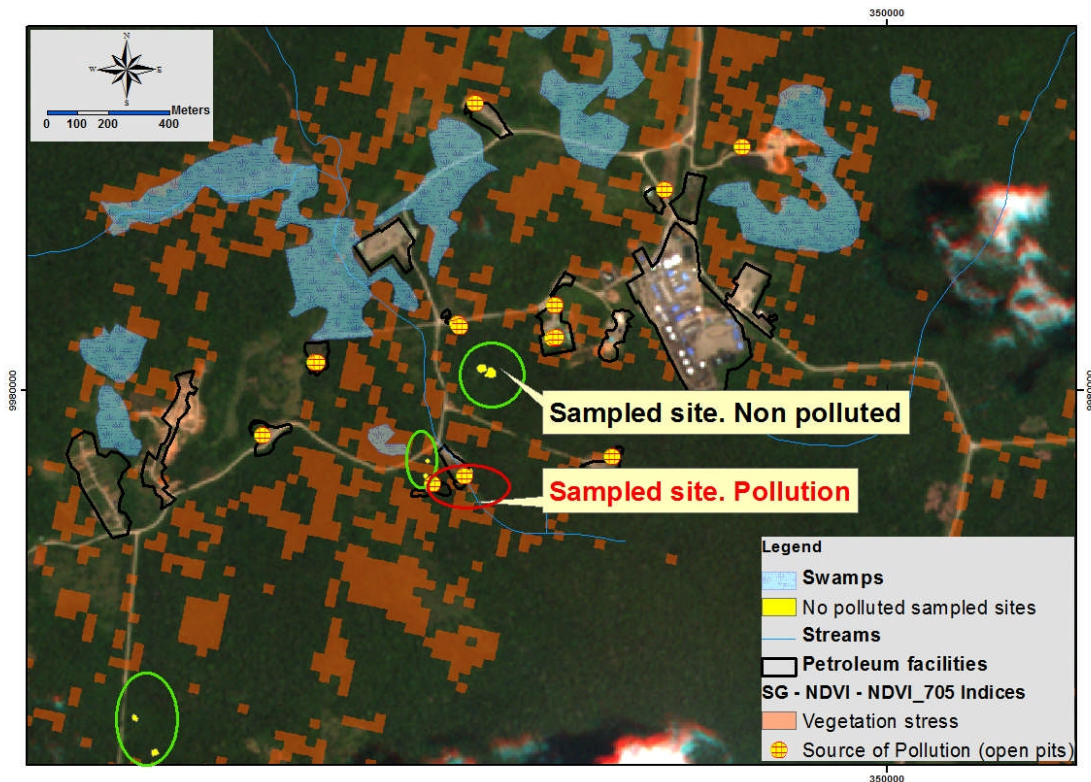 350000
N
W
E
S
Meters
0 100 200 400
9980000
9980000
Sampled site. Non polluted
Sampled site. Pollution
Legend
Swamps
No polluted sampled sites
Streams
Petroleum facilities
SG - NDVI - NDVI_705 Indices
Vegetation stress
Source of Pollution (open pits)
350000